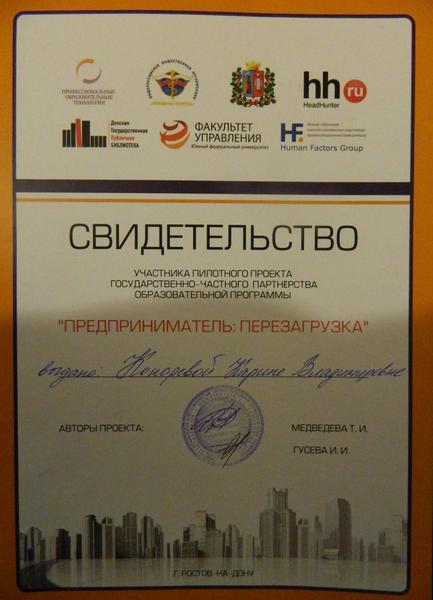 ПРОФЕССИОНАЛЬНЫЕ
ОБРАЗОВАТЕЛЬНЫЕ
ТЕХНОЛОГИИ
hh ru
HeadHunter
Донская
Государственная
Публичная
БИБЛИОТЕКА
ФАКУЛЬТЕТ
УПРАВЛЕНИЯ
Южный федеральный университет
HF
Human Factors Group
СВИДЕТЕЛЬСТВО
УЧАСТНИКА ПИЛОТНОГО ПРОЕКТА
ГОСУДАРСТВЕННО-ЧАСТНОГО ПАРТНЕРСТВА
ОБРАЗОВАТЕЛЬНОЙ ПРОГРАММЫ
"ПРЕДПРИНИМАТЕЛЬ: ПЕРЕЗАГРУЗКА"
выдано: Коноревой Карине Владимировне
АВТОРЫ ПРОЕКТА:
МЕДВЕДЕВА Т. И.
ГУСЕВА И. И.
Г. РОСТОВ-НА-ДОНУ